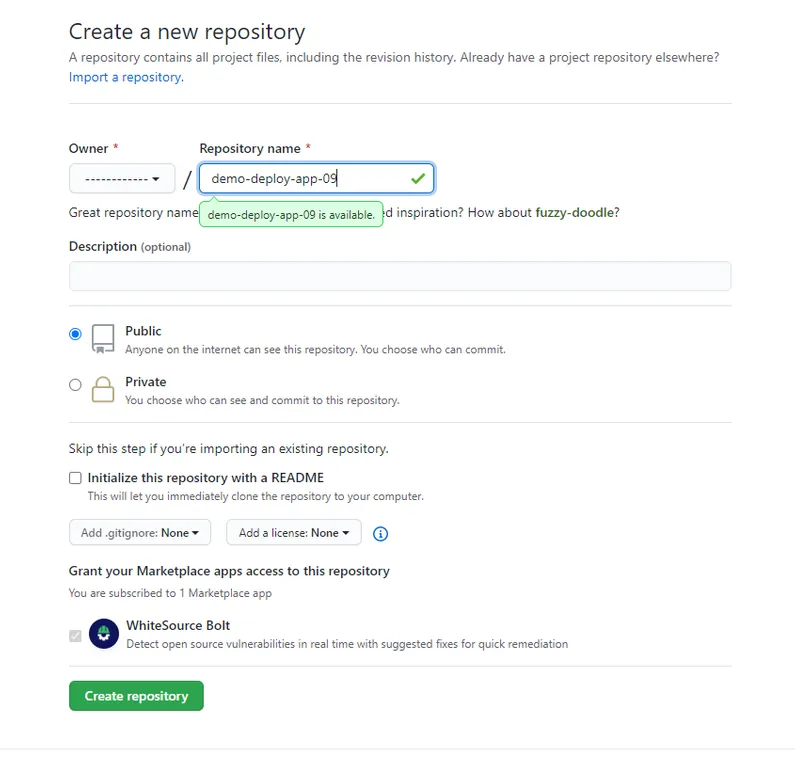 Create a new repository
A repository contains all project files, including the revision history. Already have a project repository elsewhere?
Import a repository.
Owner * Repository name *
------------ / demo-deploy-app-09
Great repository name d inspiration? How about fuzzy-doodle?
demo-deploy-app-09 is available.
Description (optional)
Public
Anyone on the internet can see this repository. You choose who can commit.
Private
You choose who can see and commit to this repository.
Skip this step if you're importing an existing repository.
Initialize this repository with a README
This will let you immediately clone the repository to your computer.
Add .gitignore: None Add a license: None
Grant your Marketplace apps access to this repository
You are subscribed to 1 Marketplace app
WhiteSource Bolt
Detect open source vulnerabilities in real time with suggested fixes for quick remediation
Create repository